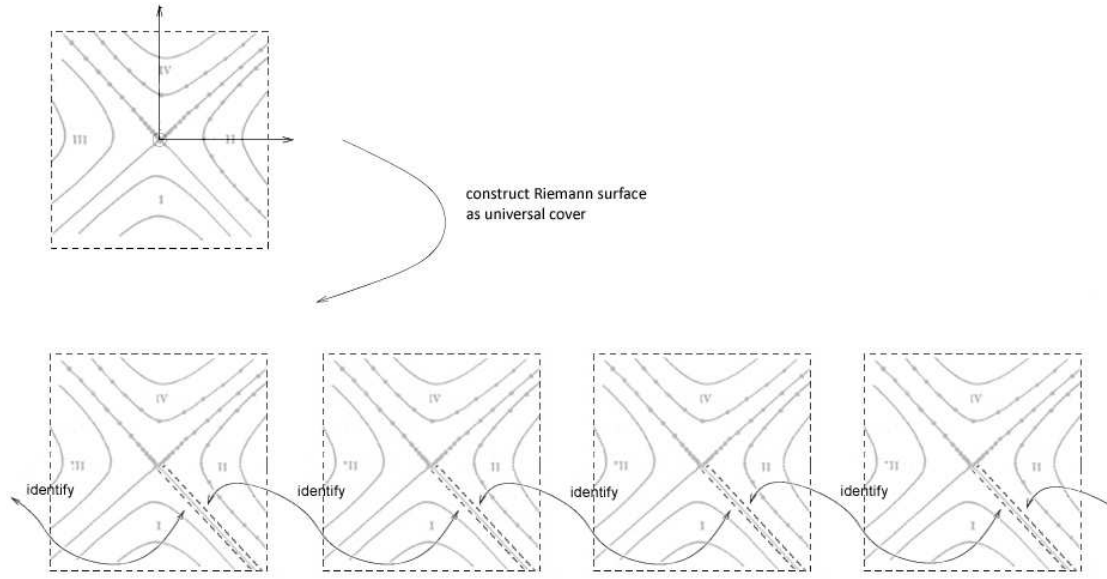 IV
III
II
construct Riemann surface
as universal cover
I
IV
IV
IV
IV
II
II
II
II
identify
identify
identify
identify
I
I
I
I